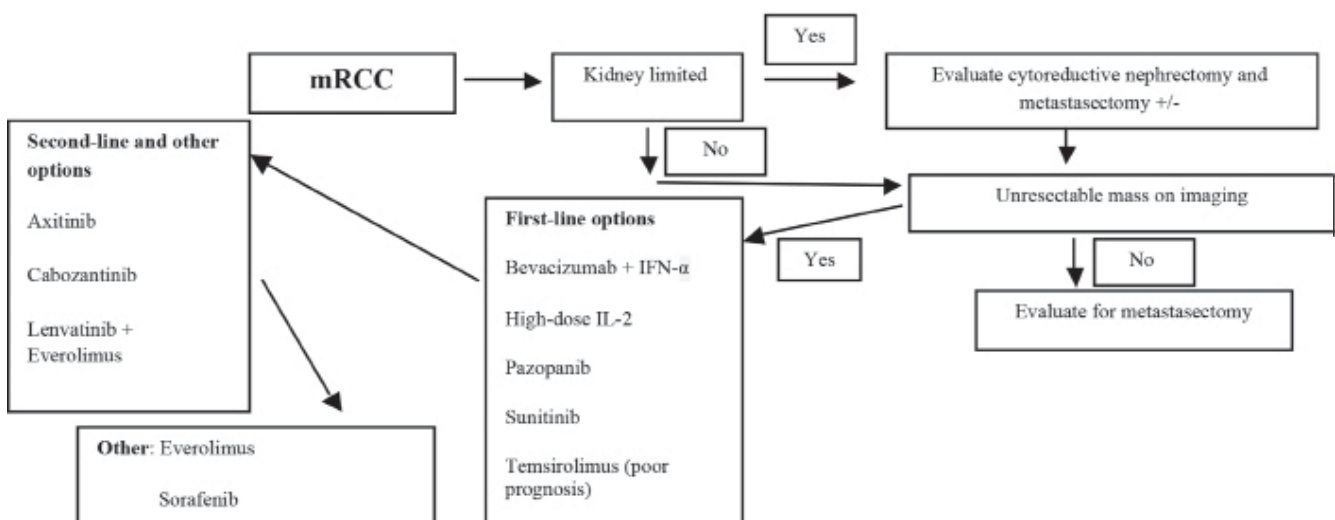 mRCC
Kidney limited
Yes
Evaluate cytoreductive nephrectomy and
metastasectomy +/-
No
Unresectable mass on imaging
Yes
No
Evaluate for metastasectomy
First-line options
Bevacizumab + IFN-α
High-dose IL-2
Pazopanib
Sunitinib
Temsirolimus (poor
prognosis)
Second-line and other
options
Axitinib
Cabozantinib
Lenvatinib +
Everolimus
Other: Everolimus
Sorafenib